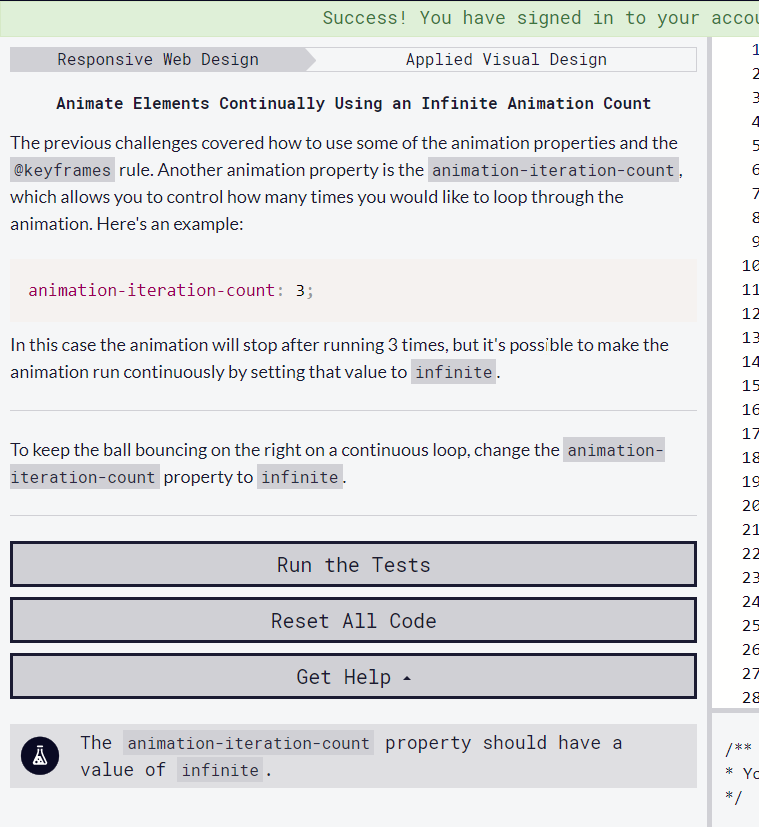 Success! You have signed in to your
Responsive Web Design
Applied Visual Design
Animate Elements Continually Using an Infinite Animation Count
The previous challenges covered how to use some of the animation properties and the
@keyframes rule. Another animation property is the animation-iteration-count,
which allows you to control how many times you would like to loop through the
animation. Here's an example:
animation-iteration-count: 3;
In this case the animation will stop after running 3 times, but it's possible to make the
animation run continuously by setting that value to infinite.
To keep the ball bouncing on the right on a continuous loop, change the animation-
iteration-count property to infinite.
Run the Tests
Reset All Code
Get Help
The animation-iteration-count property should have a
value of infinite.
1
2
3
4
5
6
7
8
9
10
11
12
13
14
15
16
17
18
19
20
21
22
23
24
25
26
27
28
/**
*
*/